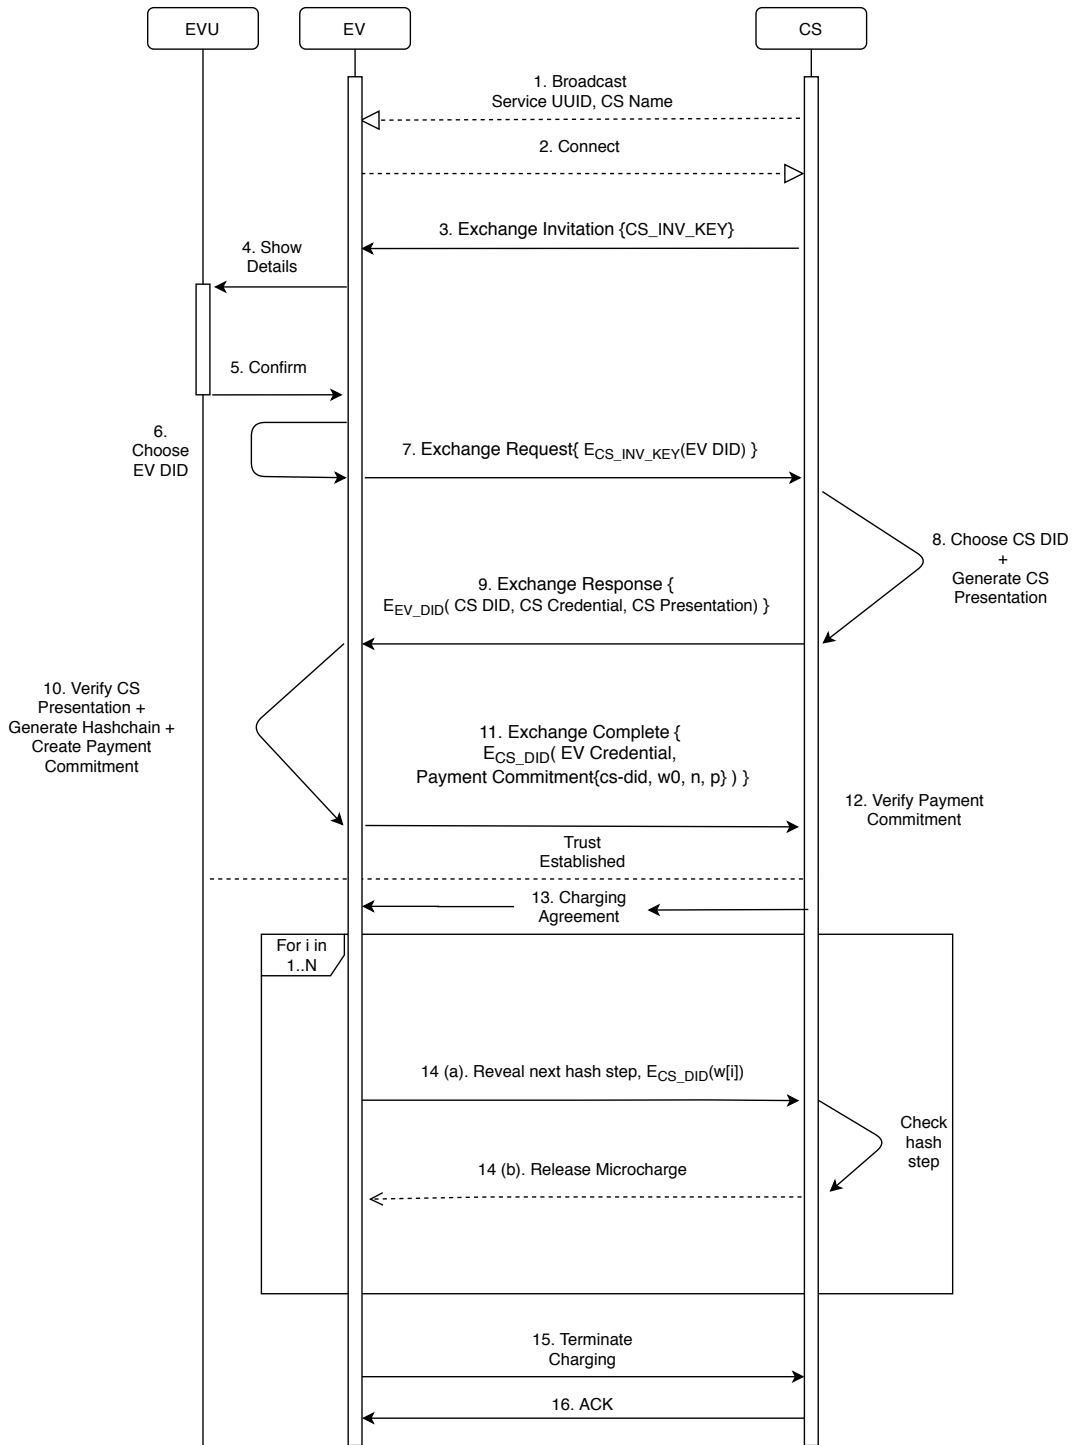 EVU
EV
CS
1. Broadcast
Service UUID, CS Name
2. Connect
3. Exchange Invitation {CS_INV_KEY}
4. Show
Details
5. Confirm
6.
Choose
EV DID
7. Exchange Request{ E_CS_INV_KEY(EV DID) }
8. Choose CS DID
+
Generate CS
Presentation
9. Exchange Response {
E_EV_DID( CS DID, CS Credential, CS Presentation) }
10. Verify CS
Presentation +
Generate Hashchain +
Create Payment
Commitment
11. Exchange Complete {
E_CS_DID( EV Credential,
Payment Commitment{cs-did, w0, n, p} ) }
12. Verify Payment
Commitment
Trust
Established
13. Charging
Agreement
For i in
1..N
14 (a). Reveal next hash step, E_CS_DID(w[i])
Check
hash
step
14 (b). Release Microcharge
15. Terminate
Charging
16. ACK